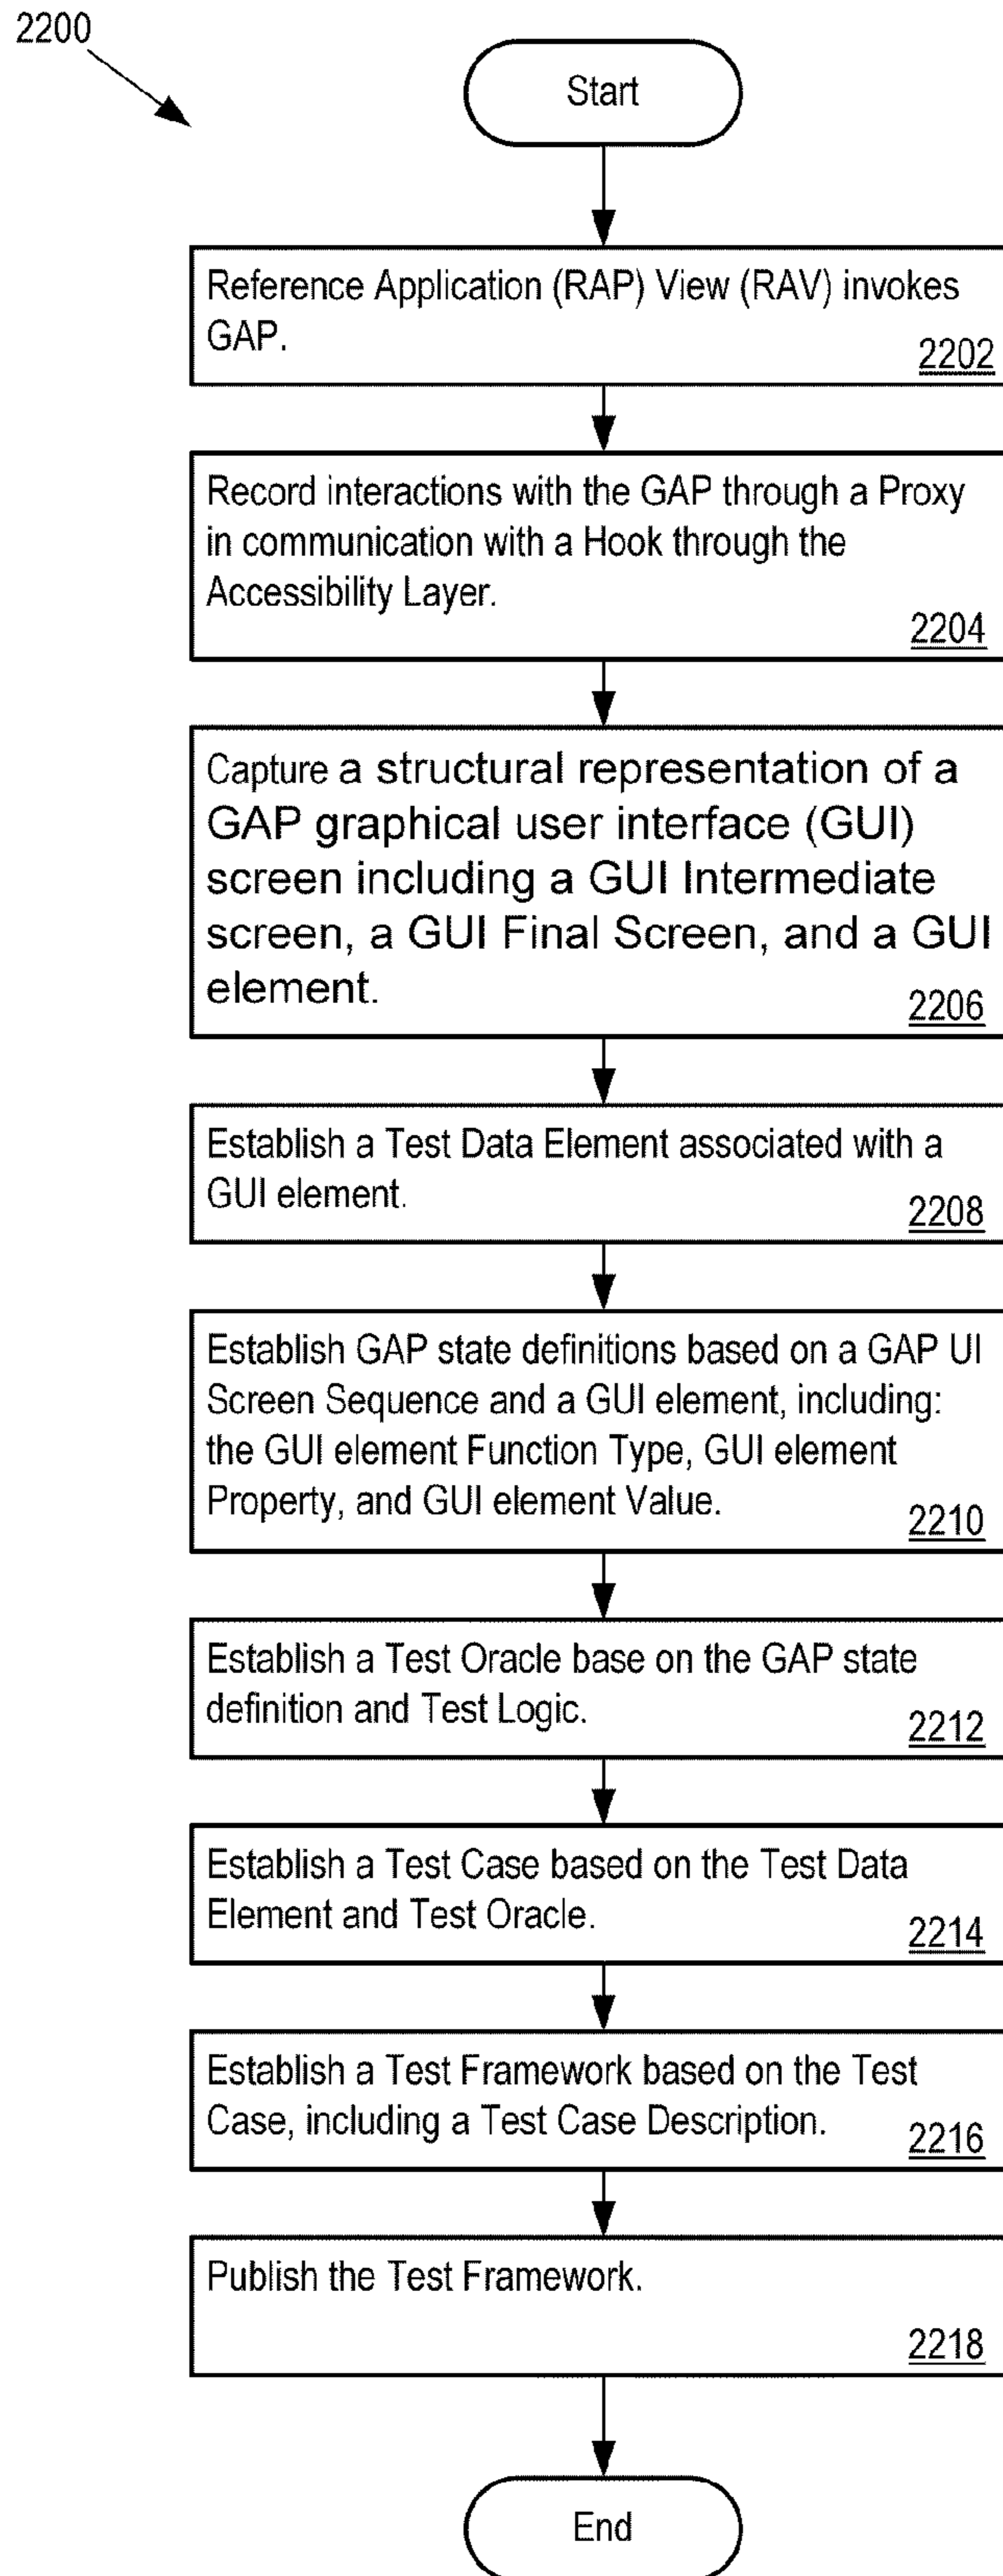 2200
Start
Reference Application (RAP) View (RAV) invokes
GAP.
2202
Record interactions with the GAP through a Proxy
in communication with a Hook through the
Accessibility Layer.
2204
Capture a structural representation of a
GAP graphical user interface (GUI)
screen including a GUI Intermediate
screen, a GUI Final Screen, and a GUI
element.
2206
Establish a Test Data Element associated with a
GUI element.
2208
Establish GAP state definitions based on a GAP UI
Screen Sequence and a GUI element, including:
the GUI element Function Type, GUI element
Property, and GUI element Value.
2210
Establish a Test Oracle base on the GAP state
definition and Test Logic.
2212
Establish a Test Case based on the Test Data
Element and Test Oracle.
2214
Establish a Test Framework based on the Test
Case, including a Test Case Description.
2216
Publish the Test Framework.
2218
End